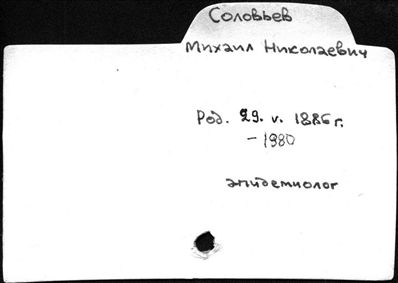 Соловьев
Михаил Николаевич
Род. 29. v. 1886 г.
– 1980
эпидемиолог